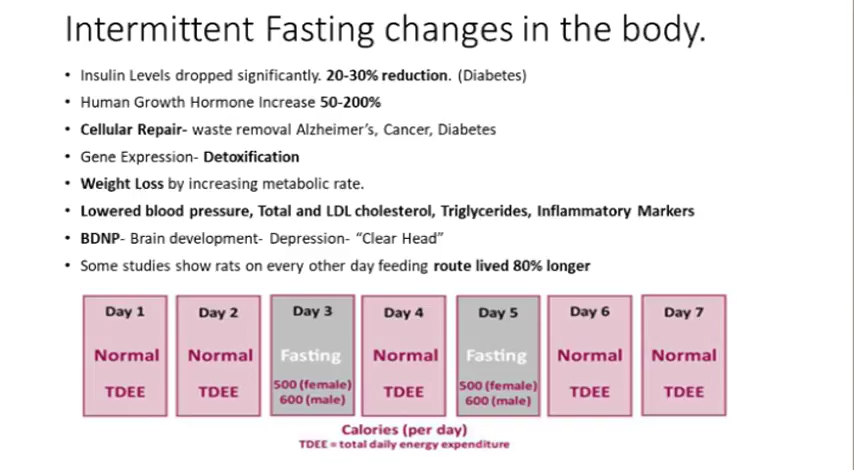 Intermittent Fasting changes in the body.
• Insulin Levels dropped significantly. 20-30% reduction. (Diabetes)
• Human Growth Hormone Increase 50-200%
• Cellular Repair- waste removal Alzheimer's, Cancer, Diabetes
• Gene Expression- Detoxification
• Weight Loss by increasing metabolic rate.
• Lowered blood pressure, Total and LDL cholesterol, Triglycerides, Inflammatory Markers
• BDNP- Brain development- Depression- "Clear Head"
• Some studies show rats on every other day feeding route lived 80% longer
Day 1 Day 2 Day 3 Day 4 Day 5 Day 6 Day 7
Normal Normal Fasting Normal Fasting Normal Normal
TDEE TDEE 500 (female) TDEE 500 (female) TDEE TDEE
600 (male) 600 (male)
Calories (per day)
TDEE = total daily energy expenditure